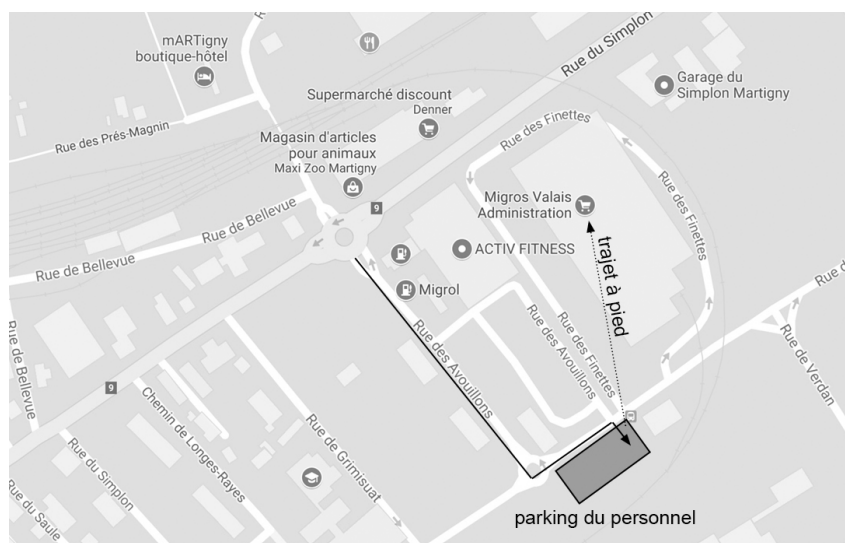 mARTigny
boutique-hôtel
Rue du Simplon
Garage du
Simplon Martigny
Supermarché discount
Denner
Rue des Prés-Magnin
Rue des Finettes
Magasin d'articles
pour animaux
Maxi Zoo Martigny
Migros Valais
Administration
Rue des Finettes
9
Rue de Bellevue
Rue de Bellevue
ACTIV FITNESS
trajet à pied
Migrol
Rue d
Rue des Avouillons
Rue des Avouillons
Rue des Finettes
Rue de Verdan
Rue de Bellevue
9
Chemin de Longes-Rayes
Rue de Grimisuat
Rue du Simplon
Rue du Saule
parking du personnel